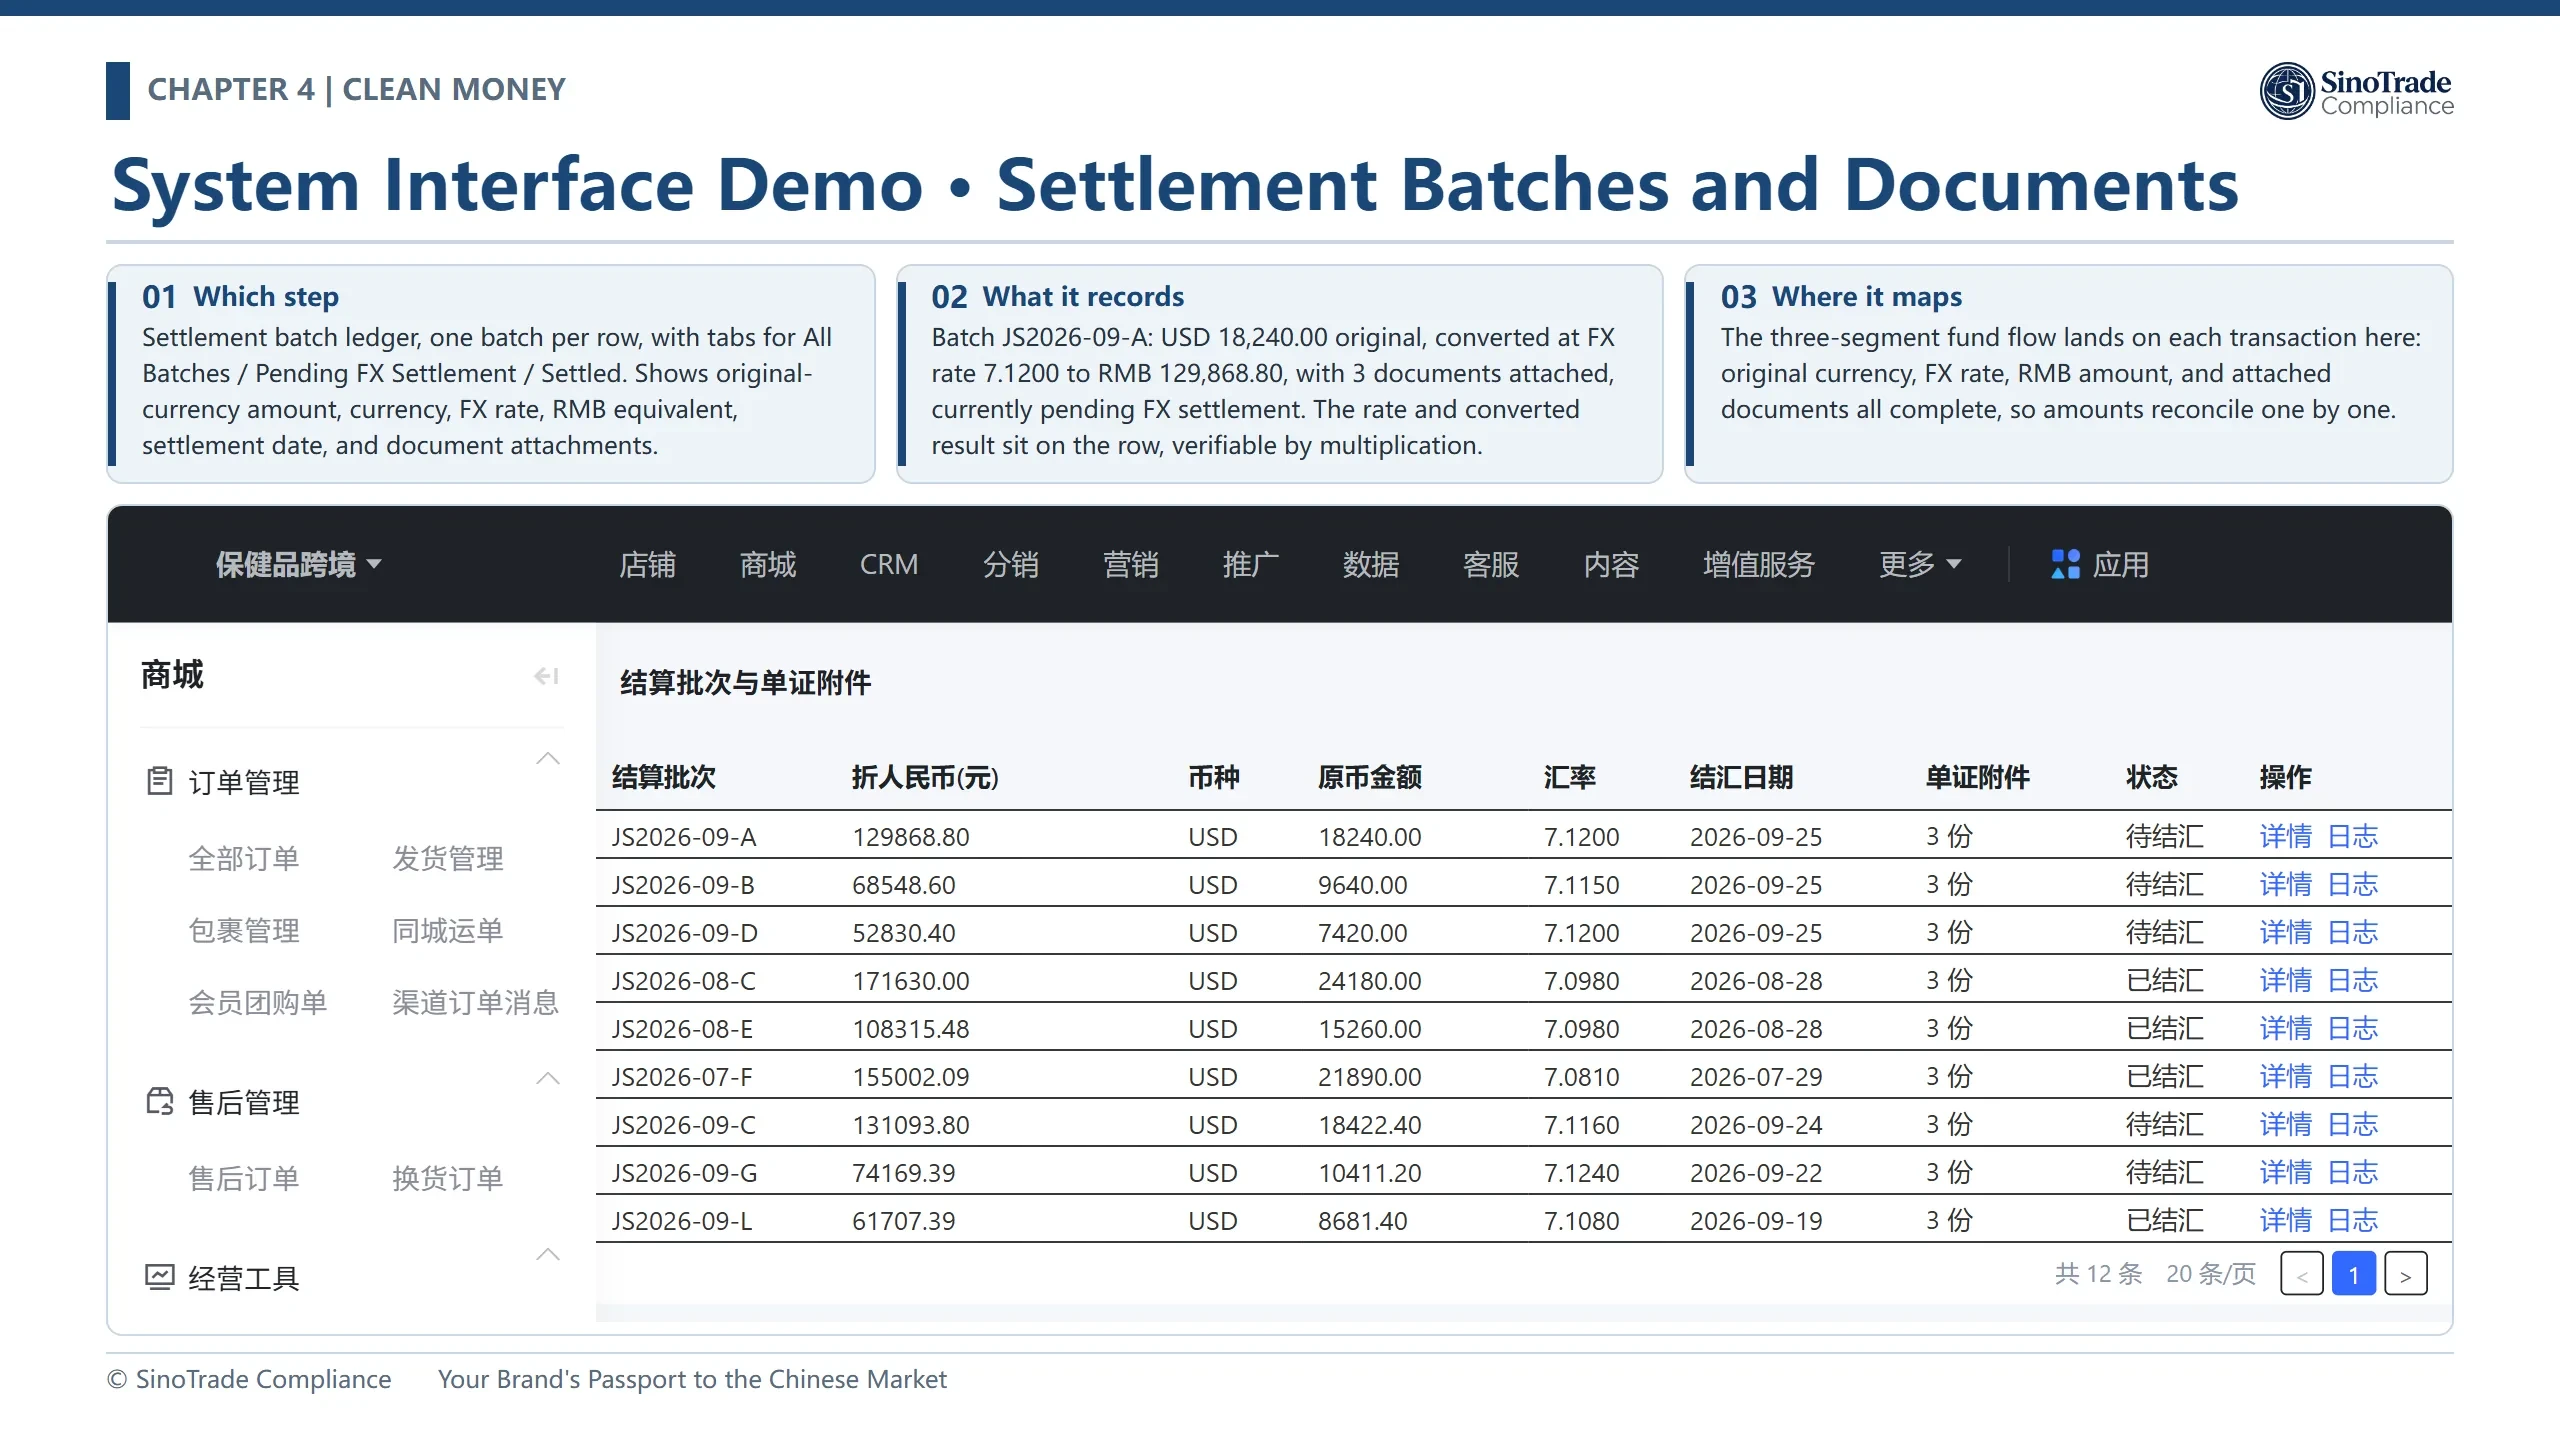 CHAPTER 4 | CLEAN MONEY
SinoTrade
Compliance
System Interface Demo • Settlement Batches and Documents
01 Which step
Settlement batch ledger, one batch per row, with tabs for All
Batches / Pending FX Settlement / Settled. Shows original-
currency amount, currency, FX rate, RMB equivalent,
settlement date, and document attachments.
02 What it records
Batch JS2026-09-A: USD 18,240.00 original, converted at FX
rate 7.1200 to RMB 129,868.80, with 3 documents attached,
currently pending FX settlement. The rate and converted
result sit on the row, verifiable by multiplication.
03 Where it maps
The three-segment fund flow lands on each transaction here:
original currency, FX rate, RMB amount, and attached
documents all complete, so amounts reconcile one by one.
保健品跨境 店铺 商城 CRM 分销 营销 推广 数据 客服 内容 增值服务 更多 应用
商城
订单管理
全部订单 发货管理
包裹管理 同城运单
会员团购单 渠道订单消息
售后管理
售后订单 换货订单
经营工具
结算批次与单证附件
结算批次 折人民币(元) 币种 原币金额 汇率 结汇日期 单证附件 状态 操作
JS2026-09-A 129868.80 USD 18240.00 7.1200 2026-09-25 3 份 待结汇 详情 日志
JS2026-09-B 68548.60 USD 9640.00 7.1150 2026-09-25 3 份 待结汇 详情 日志
JS2026-09-D 52830.40 USD 7420.00 7.1200 2026-09-25 3 份 待结汇 详情 日志
JS2026-08-C 171630.00 USD 24180.00 7.0980 2026-08-28 3 份 已结汇 详情 日志
JS2026-08-E 108315.48 USD 15260.00 7.0980 2026-08-28 3 份 已结汇 详情 日志
JS2026-07-F 155002.09 USD 21890.00 7.0810 2026-07-29 3 份 已结汇 详情 日志
JS2026-09-C 131093.80 USD 18422.40 7.1160 2026-09-24 3 份 待结汇 详情 日志
JS2026-09-G 74169.39 USD 10411.20 7.1240 2026-09-22 3 份 待结汇 详情 日志
JS2026-09-L 61707.39 USD 8681.40 7.1080 2026-09-19 3 份 已结汇 详情 日志
共 12 条 20 条/页 < 1 >
© SinoTrade Compliance Your Brand's Passport to the Chinese Market